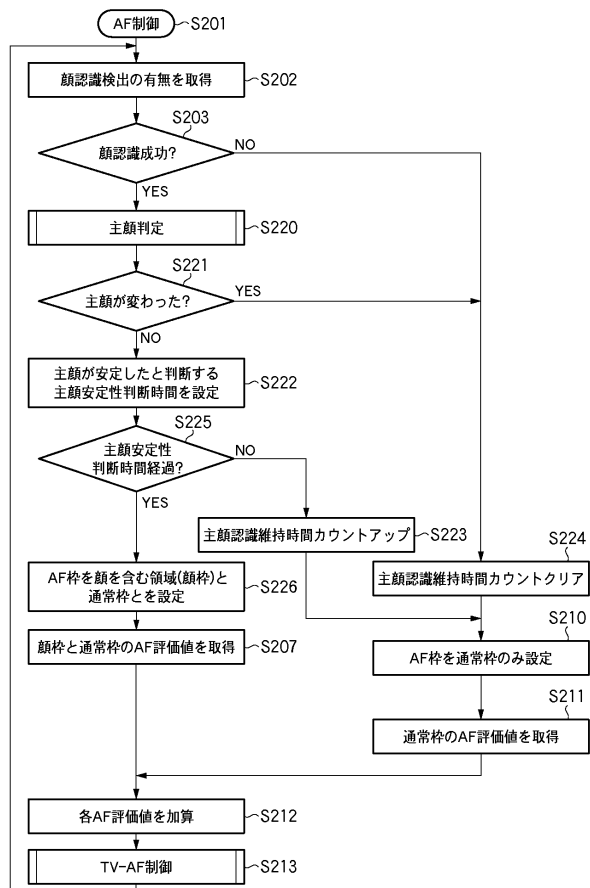 AF制御
S201
顔認識検出の有無を取得
S202
S203
顔認識成功?
NO
YES
主顔判定
S220
S221
主顔が変わった?
YES
NO
主顔が安定したと判断する
主顔安定性判断時間を設定
S222
S225
主顔安定性
判断時間経過?
NO
YES
主顔認識維持時間カウントアップ
S223
S224
主顔認識維持時間カウントクリア
AF枠を顔を含む領域(顔枠)と
通常枠とを設定
S226
S210
AF枠を通常枠のみ設定
顔枠と通常枠のAF評価値を取得
S207
S211
通常枠のAF評価値を取得
各AF評価値を加算
S212
TV-AF制御
S213